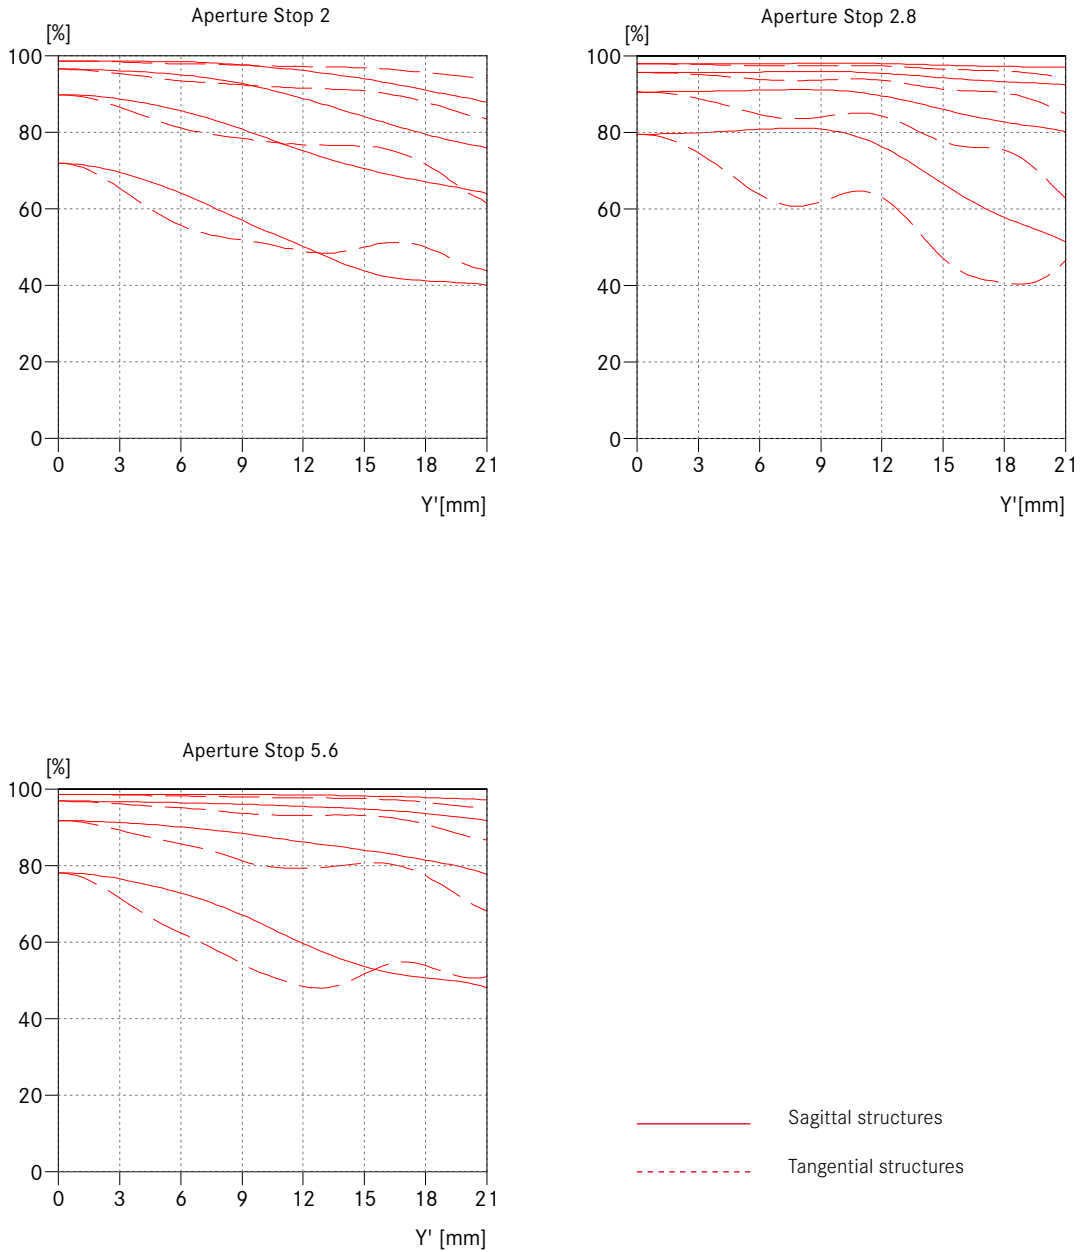 Aperture Stop 2
[%]
100
80
60
40
20
0
0 3 6 9 12 15 18 21
Y'[mm]
Aperture Stop 2.8
[%]
100
80
60
40
20
0
0 3 6 9 12 15 18 21
Y'[mm]
Aperture Stop 5.6
[%]
100
80
60
40
20
0
0 3 6 9 12 15 18 21
Y' [mm]
Sagittal structures
Tangential structures